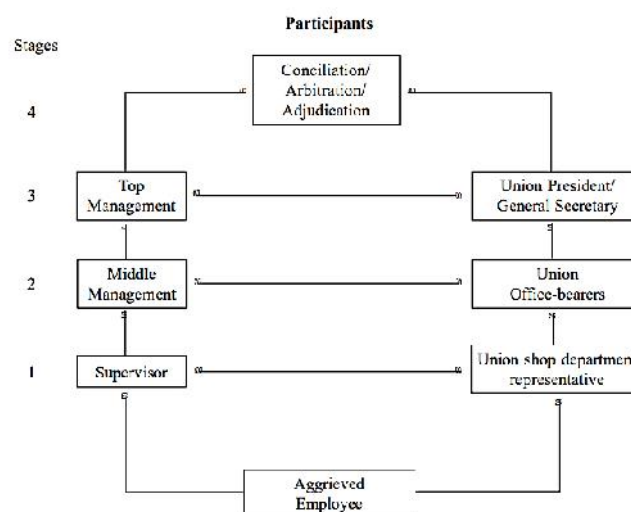 Participants
Stages
Conciliation/
Arbitration/
Adjudication
4
3
Top
Management
Union President/
General Secretary
2
Middle
Management
Union
Office-bearers
1
Supervisor
Union shop department
representative
Aggrieved
Employee